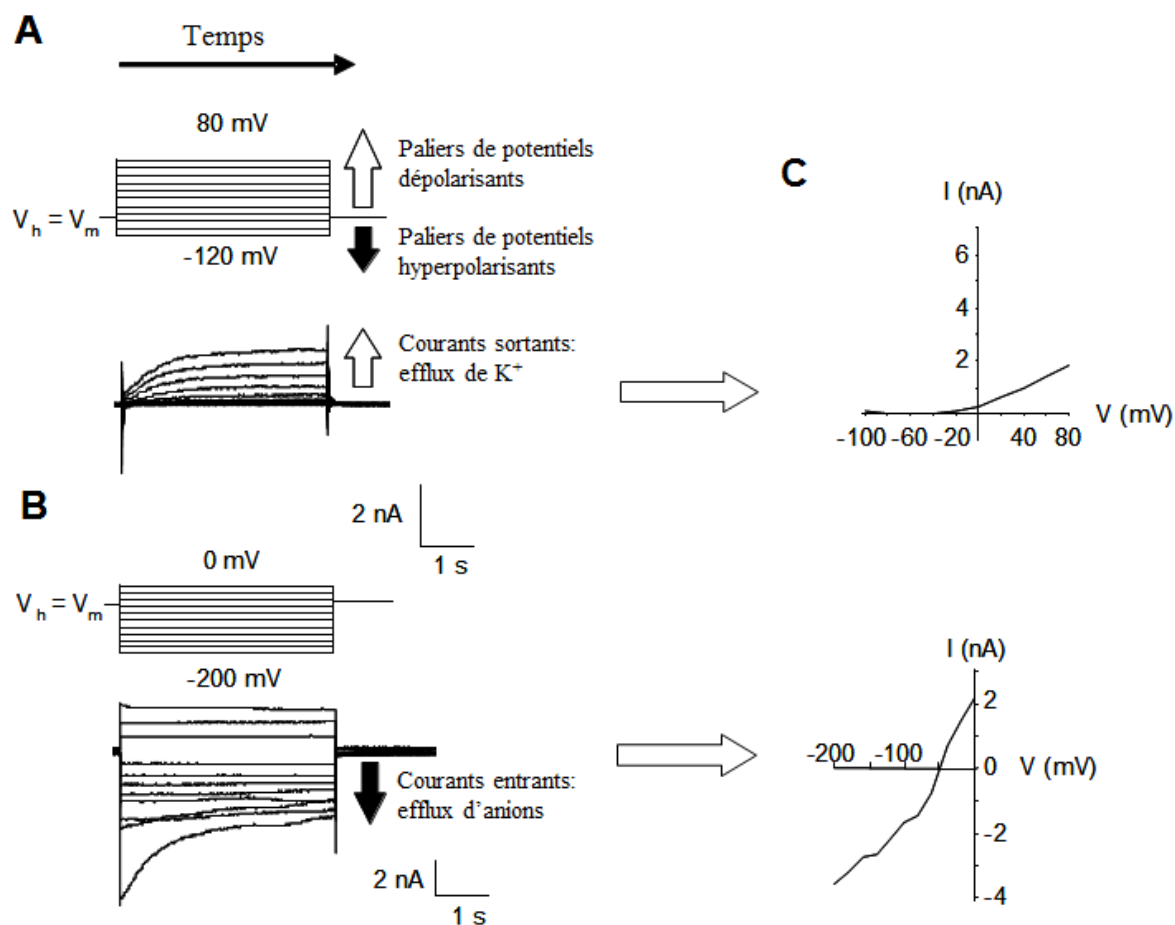 A
Temps
80 mV
Paliers de potentiels
dépolarisants
V h = V m
Paliers de potentiels
hyperpolarisants
-120 mV
Courants sortants:
efflux de K+
C
I (nA)
6
4
2
V (mV)
-100 -60 -20 40 80
B
2 nA
1 s
0 mV
V h = V m
-200 mV
Courants entrants:
efflux d'anions
2 nA
1 s
I (nA)
2
-200 -100
0 V (mV)
-2
-4